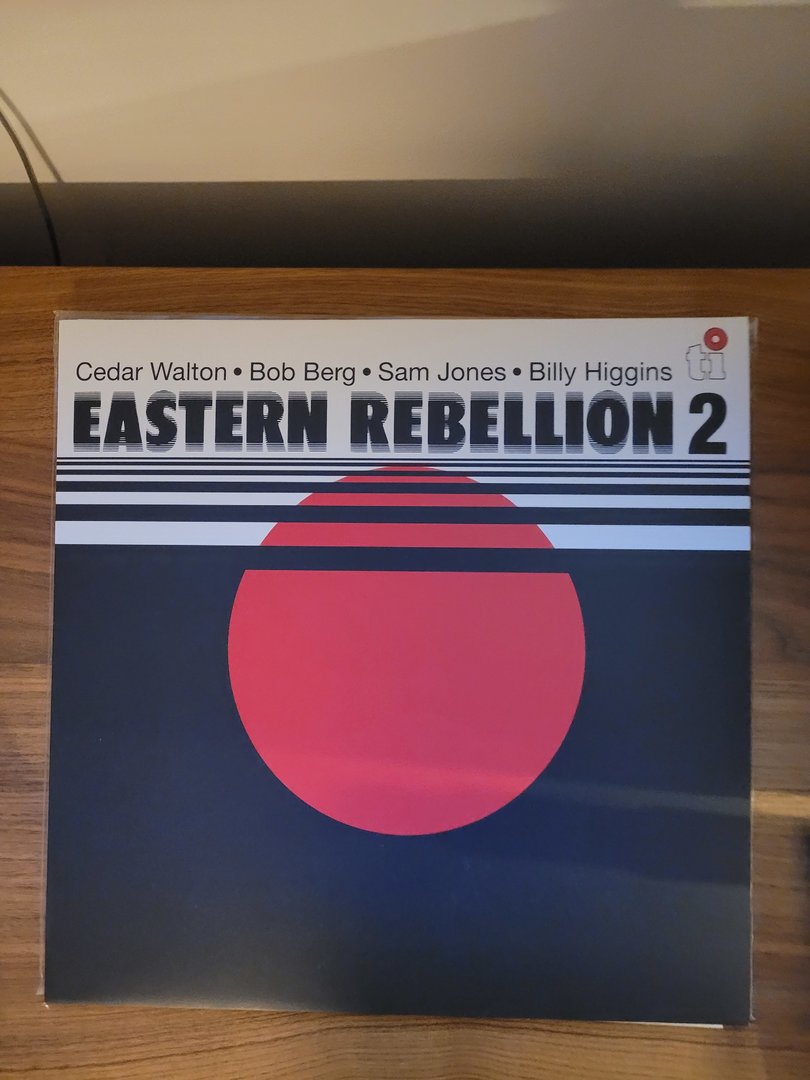 Cedar Walton • Bob Berg • Sam Jones • Billy Higgins
ti
EASTERN REBELLION 2